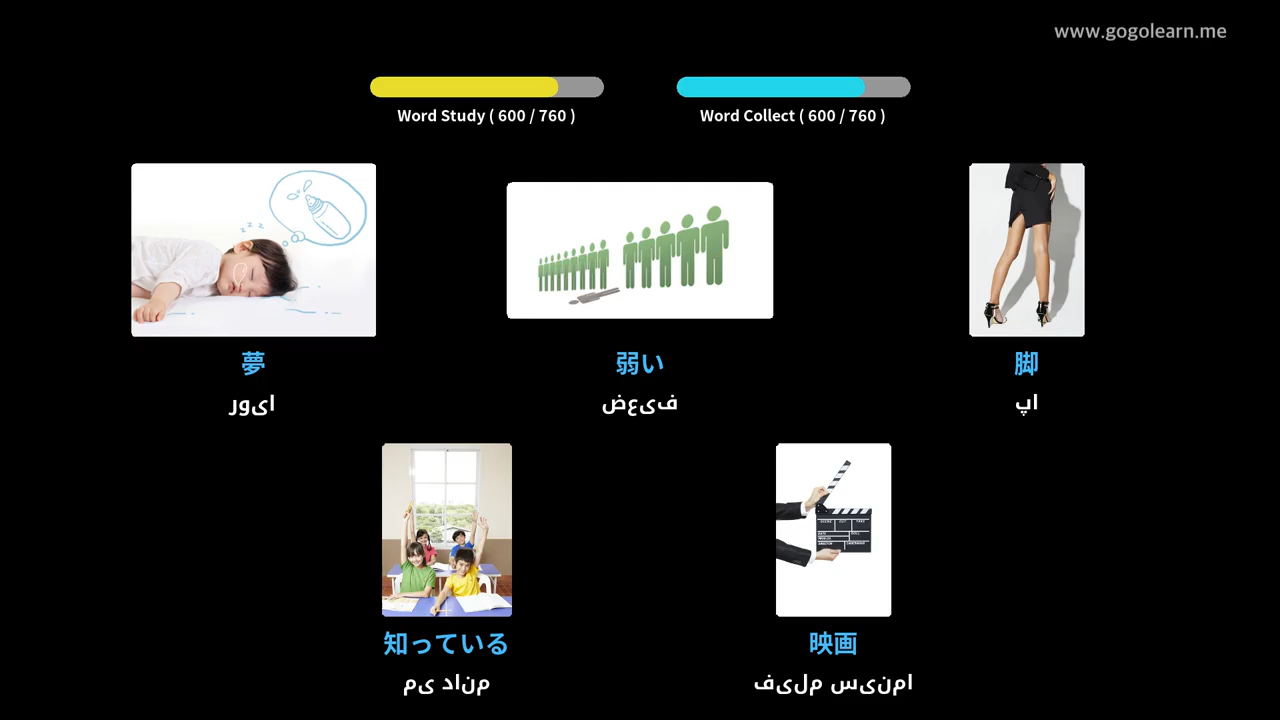 www.gogolearn.me
Word Study ( 600 / 760 )
Word Collect ( 600 / 760 )
夢
ایور
弱い
فیعض
脚
اپ
知っている
مناد یم
映画
امنیس ملیف